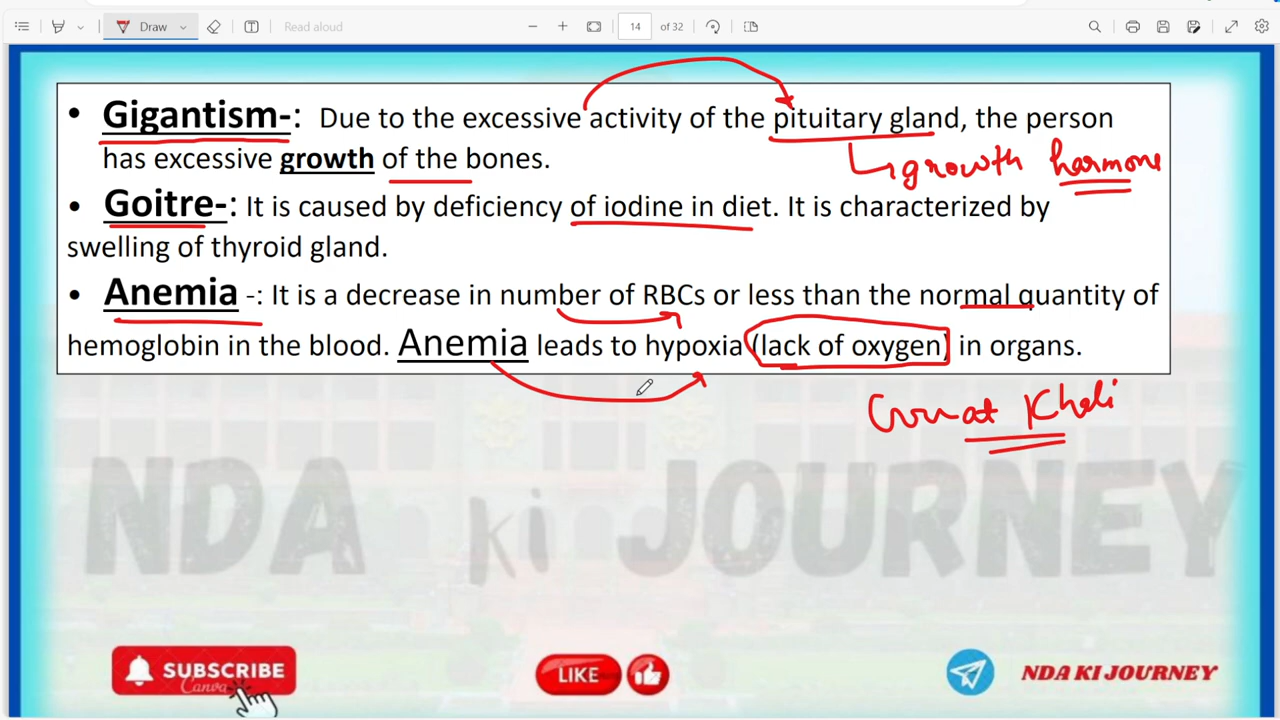 Draw
Read aloud
14 of 32
• Gigantism-: Due to the excessive activity of the pituitary gland, the person
has excessive growth of the bones.
growth harmone
• Goitre-: It is caused by deficiency of iodine in diet. It is characterized by
swelling of thyroid gland.
• Anemia -: It is a decrease in number of RBCs or less than the normal quantity of
hemoglobin in the blood. Anemia leads to hypoxia (lack of oxygen) in organs.
Khali
NDA ki JOURNEY
SUBSCRIBE
Canva
LIKE
NDA KI JOURNEY